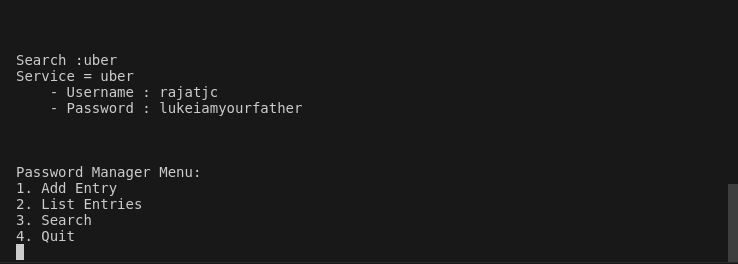 Search :uber
Service = uber
    - Username : rajatjc
    - Password : lukeiamyourfather
Password Manager Menu:
1. Add Entry
2. List Entries
3. Search
4. Quit